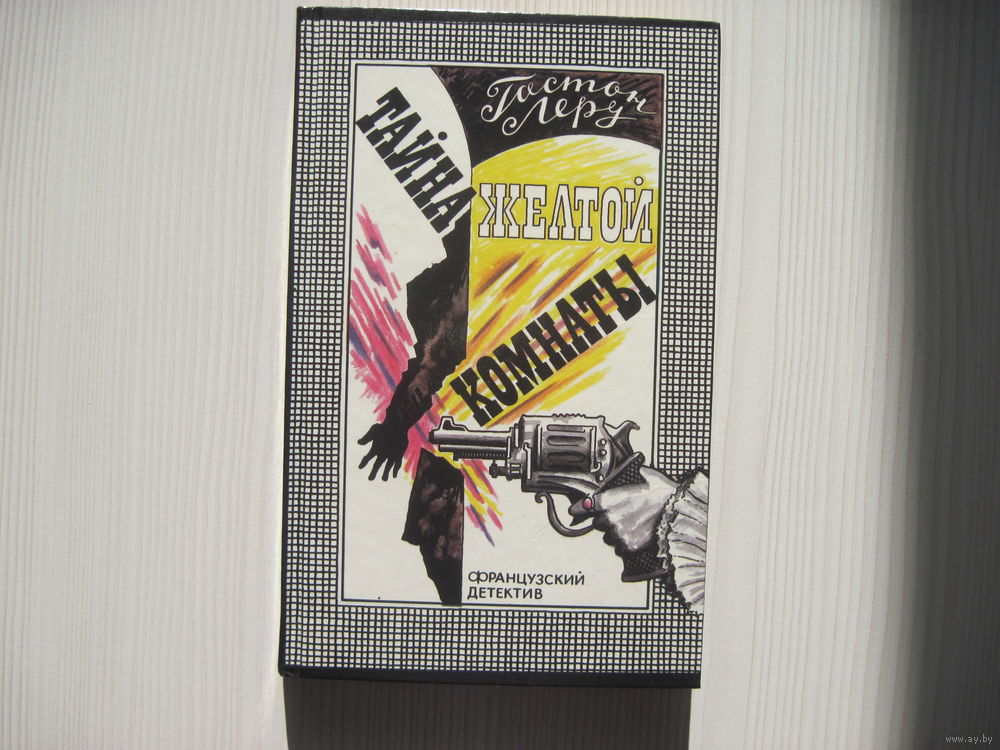 Гастон
Леру
ТАЙНА
ЖЕЛТОЙ
КОМНАТЫ
ФРАНЦУЗСКИЙ
ДЕТЕКТИВ
www.ay.by